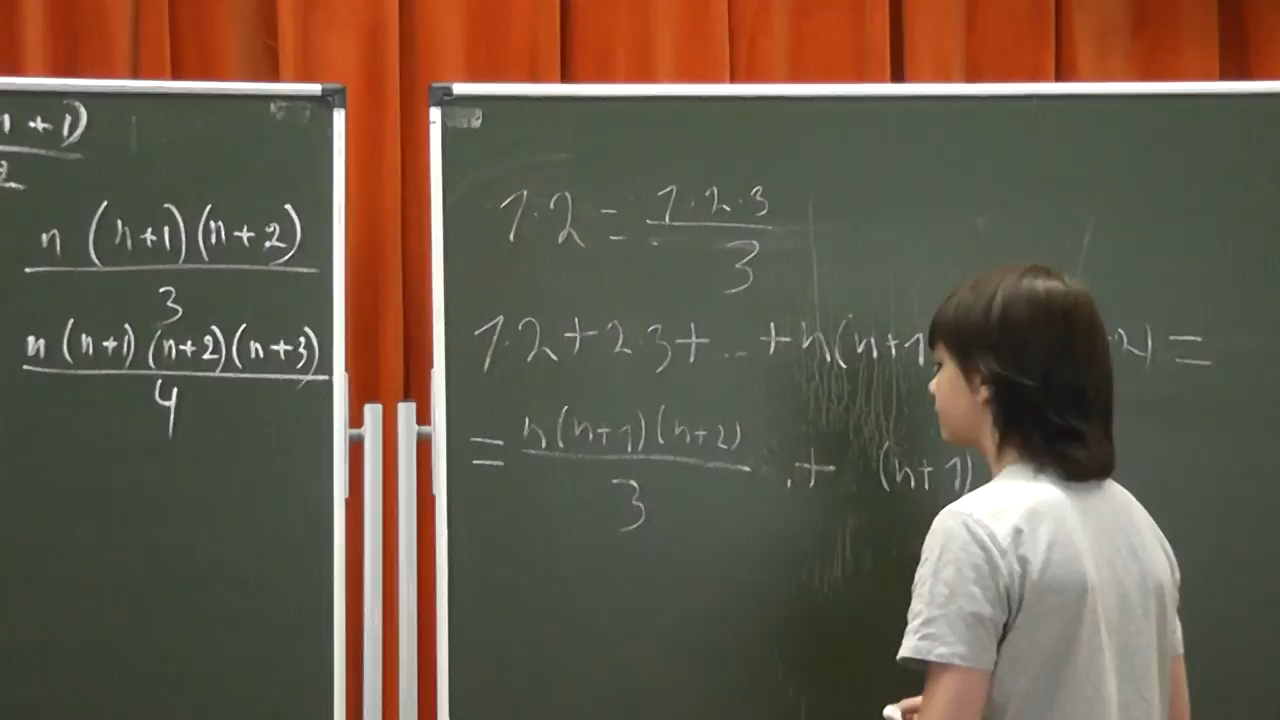 n + 1)
2
n (n+1)(n+2)
3
n (n+1) (n+2)(n+3)
4
1·2 = 1·2·3
3
1·2+2·3+...+n(n+1 ·2) =
= n(n+1)(n+2) + (n+1)
3